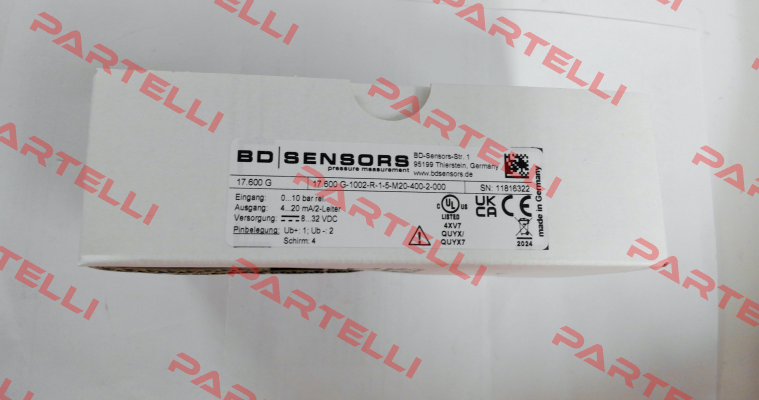 BD|SENSORS
pressure measurement
BD-Sensors-Str. 1
95199 Thierstein, Germany
www.bdsensors.de
17.600 G
17.600 G-1002-R-1-5-M20-400-2-000
SN: 11816322
Eingang: 0...10 bar rel.
Ausgang: 4...20 mA/2-Leiter
Versorgung: 8...32 VDC
Pinbelegung: Ub+: 1; Ub -: 2
Schirm: 4
C UL US
LISTED
4XV7
QUYX/
QUYX7
UK
CA
CE
2024
made in Germany
PARTELLI
PARTELLI
PARTELLI
PARTELLI
PARTELLI
PARTELLI
PARTELLI
PARTELLI
PARTELLI